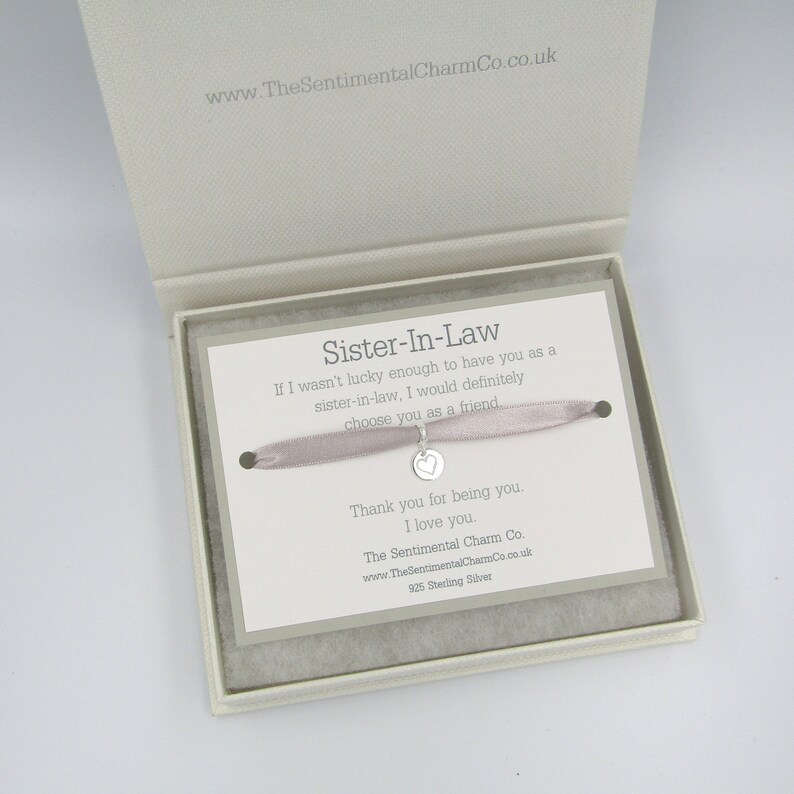 www.TheSentimentalCharmCo.co.uk
Sister-In-Law
If I wasn't lucky enough to have you as a
sister-in-law, I would definitely
choose you as a friend
Thank you for being you.
I love you.
The Sentimental Charm Co.
www.TheSentimentalCharmCo.co.uk
925 Sterling Silver